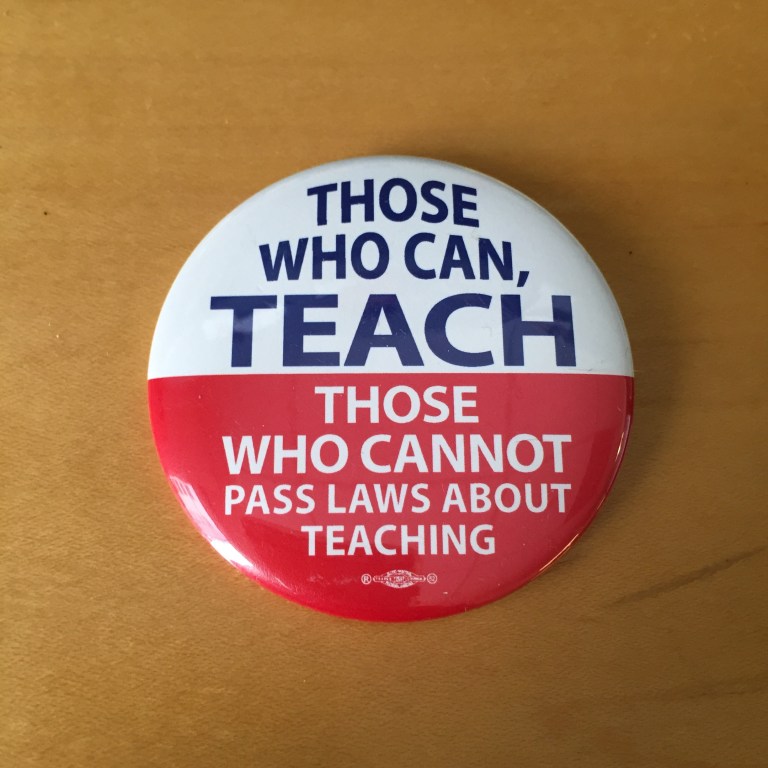 THOSE
WHO CAN,
TEACH
THOSE
WHO CANNOT
PASS LAWS ABOUT
TEACHING
®